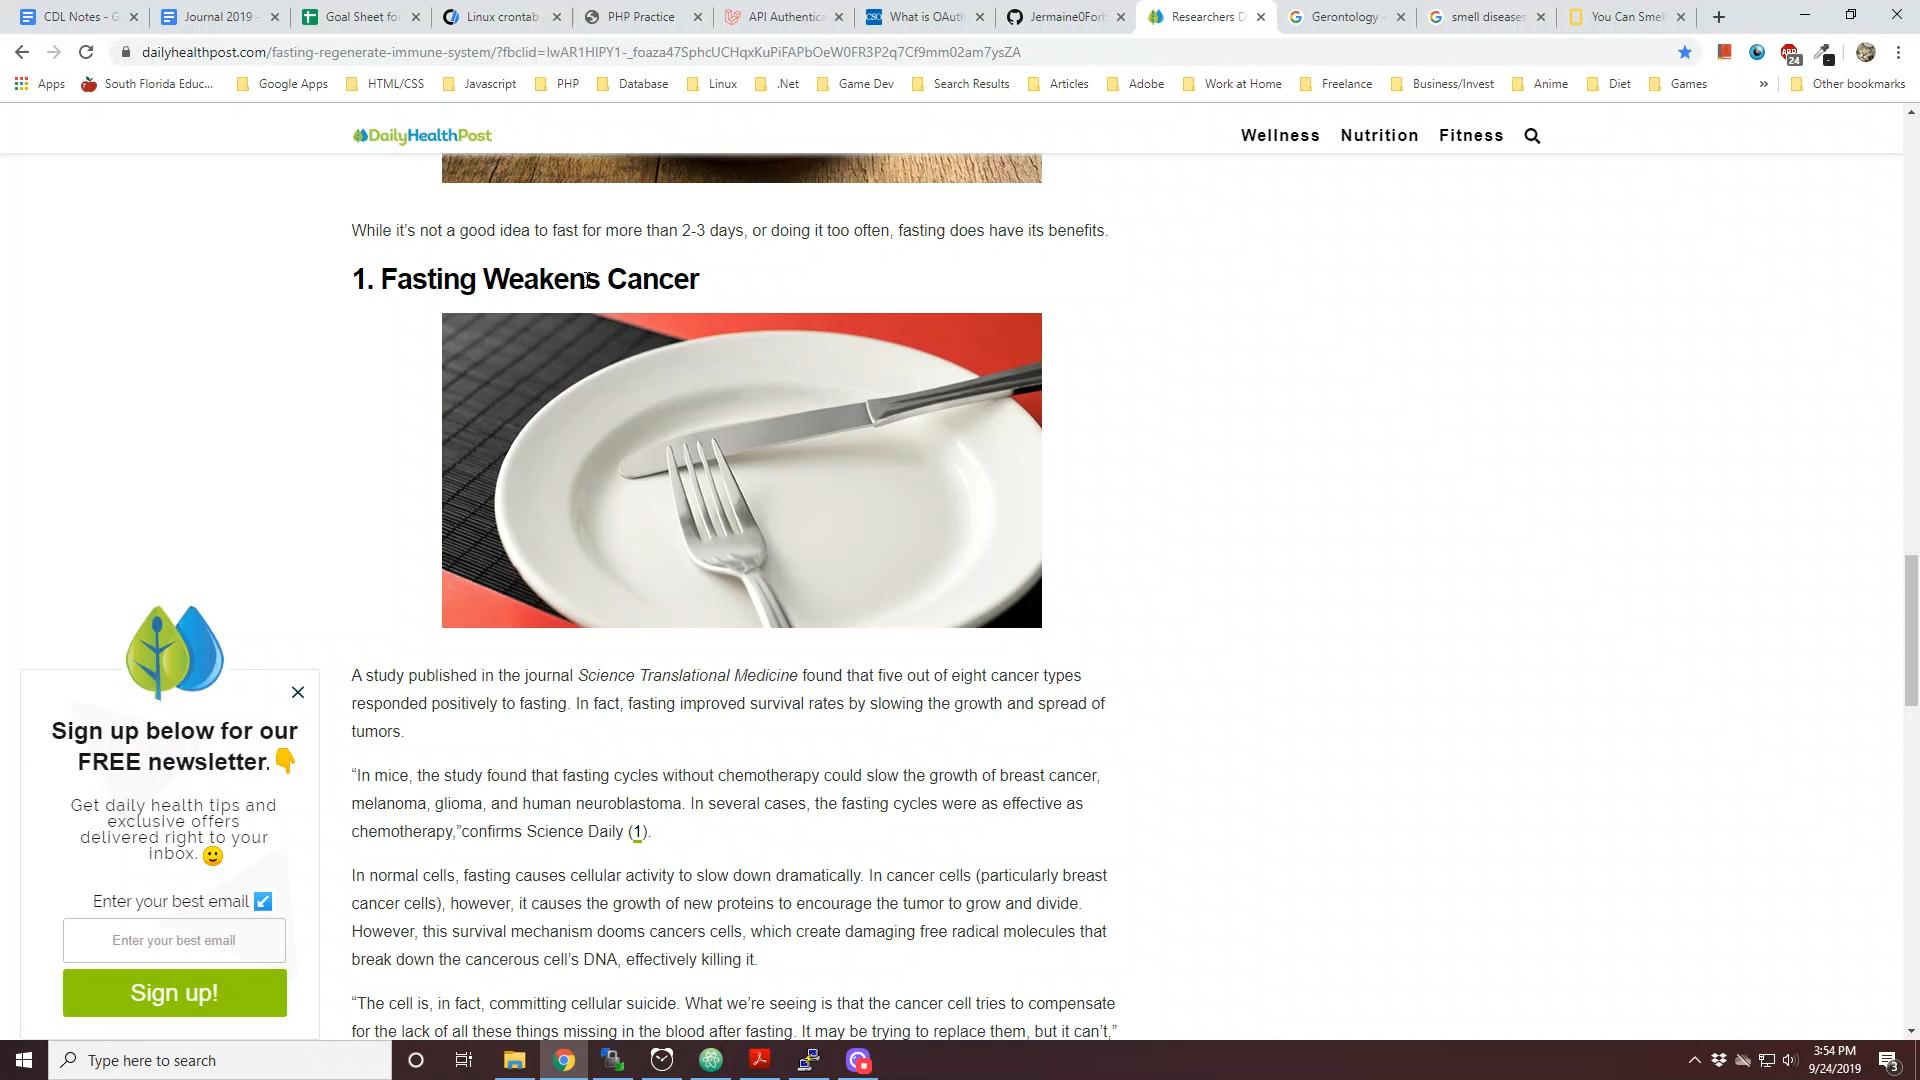 CDL Notes - G
Journal 2019 -
Goal Sheet fo
Linux crontab
PHP Practice
API Authentica
CSO
What is OAuth
Jermaine0Forb
Researchers D
Gerontology -
smell diseases
You Can Smel
dailyhealthpost.com/fasting-regenerate-immune-system/?fbclid=IwAR1HIPY1-_foaza47SphcUCHqxKuPiFAPbOeW0FR3P2q7Cf9mm02am7ysZA
ABP
24
Apps
South Florida Educ...
Google Apps
HTML/CSS
Javascript
PHP
Database
Linux
.Net
Game Dev
Search Results
Articles
Adobe
Work at Home
Freelance
Business/Invest
Anime
Diet
Games
»
Other bookmarks
DailyHealthPost
Wellness
Nutrition
Fitness
While it’s not a good idea to fast for more than 2-3 days, or doing it too often, fasting does have its benefits.
1. Fasting Weakens Cancer
A study published in the journal Science Translational Medicine found that five out of eight cancer types
responded positively to fasting. In fact, fasting improved survival rates by slowing the growth and spread of
tumors.
“In mice, the study found that fasting cycles without chemotherapy could slow the growth of breast cancer,
melanoma, glioma, and human neuroblastoma. In several cases, the fasting cycles were as effective as
chemotherapy,”confirms Science Daily (1).
In normal cells, fasting causes cellular activity to slow down dramatically. In cancer cells (particularly breast
cancer cells), however, it causes the growth of new proteins to encourage the tumor to grow and divide.
However, this survival mechanism dooms cancers cells, which create damaging free radical molecules that
break down the cancerous cell’s DNA, effectively killing it.
“The cell is, in fact, committing cellular suicide. What we’re seeing is that the cancer cell tries to compensate
for the lack of all these things missing in the blood after fasting. It may be trying to replace them, but it can’t,”
Sign up below for our
FREE newsletter.
Get daily health tips and
exclusive offers
delivered right to your
inbox.
Enter your best email
Enter your best email
Sign up!
Type here to search
3:54 PM
9/24/2019
3